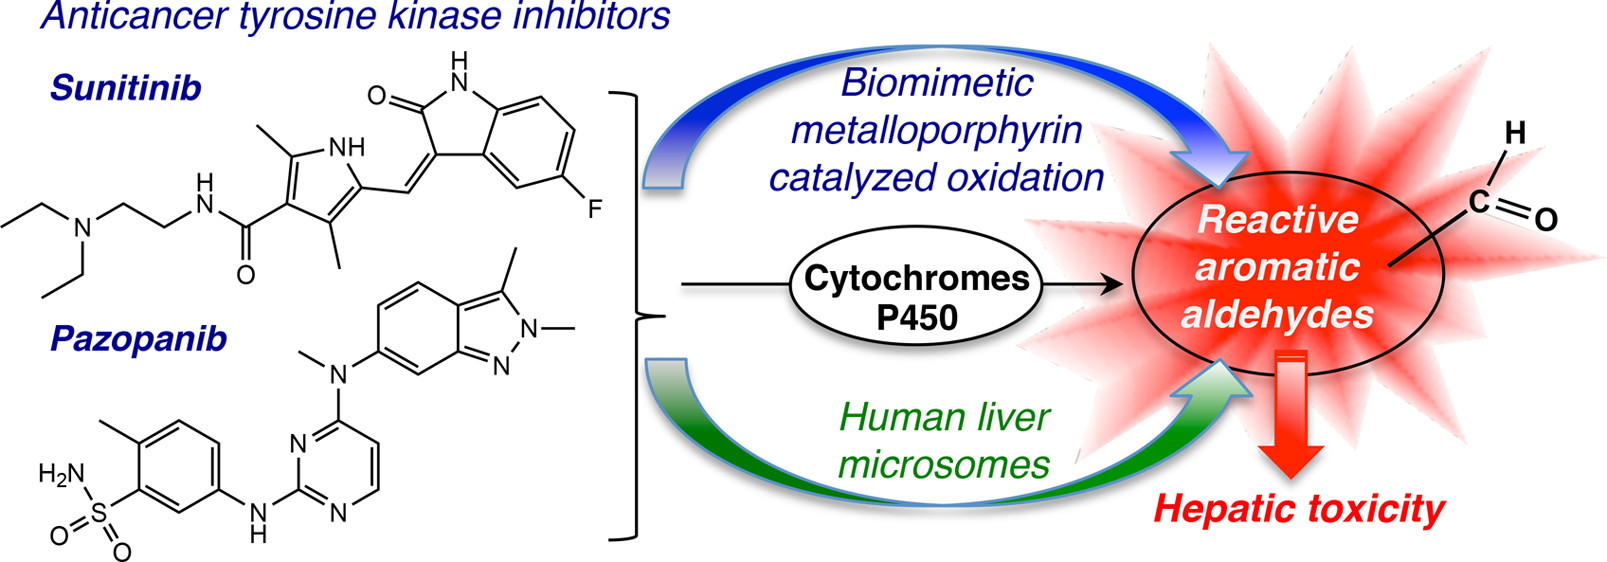 Anticancer tyrosine kinase inhibitors
Sunitinib
H
N
O
NH
F
H
N
N
O
Pazopanib
N
N
N
N
N
H₂N
S
O
O
N
H
N
Biomimetic
metalloporphyrin
catalyzed oxidation
Cytochromes
P450
Human liver
microsomes
Reactive
aromatic
aldehydes
H
C
O
Hepatic toxicity